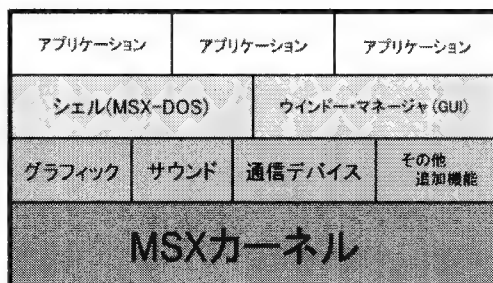 アプリケーション アプリケーション アプリケーション
シェル(MSX-DOS) ウインドー・マネージャ(GUI)
グラフィック サウンド 通信デバイス その他
追加機能
MSXカーネル